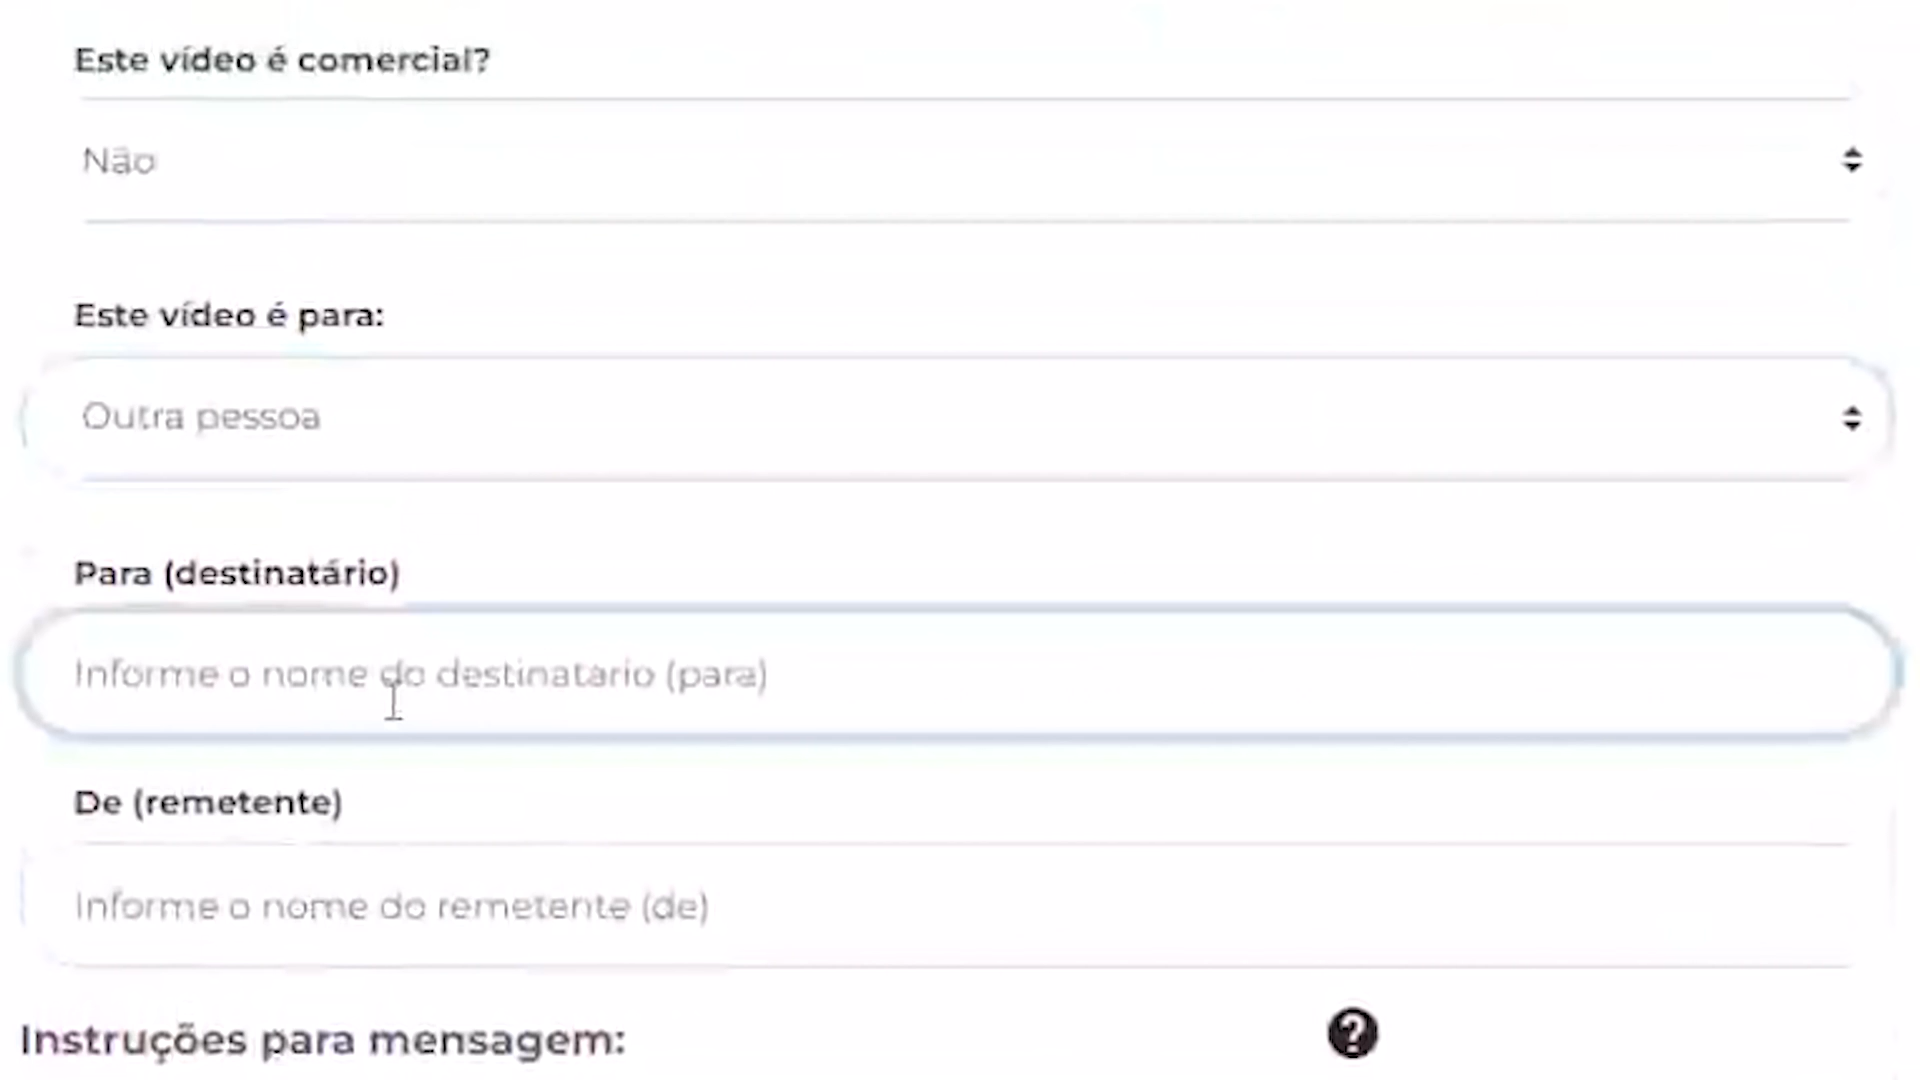 Este vídeo é comercial?
Não
Este vídeo é para:
Outra pessoa
Para (destinatário)
Informe o nome do destinatário (para)
De (remetente)
Informe o nome do remetente (de)
Instruções para mensagem:
?